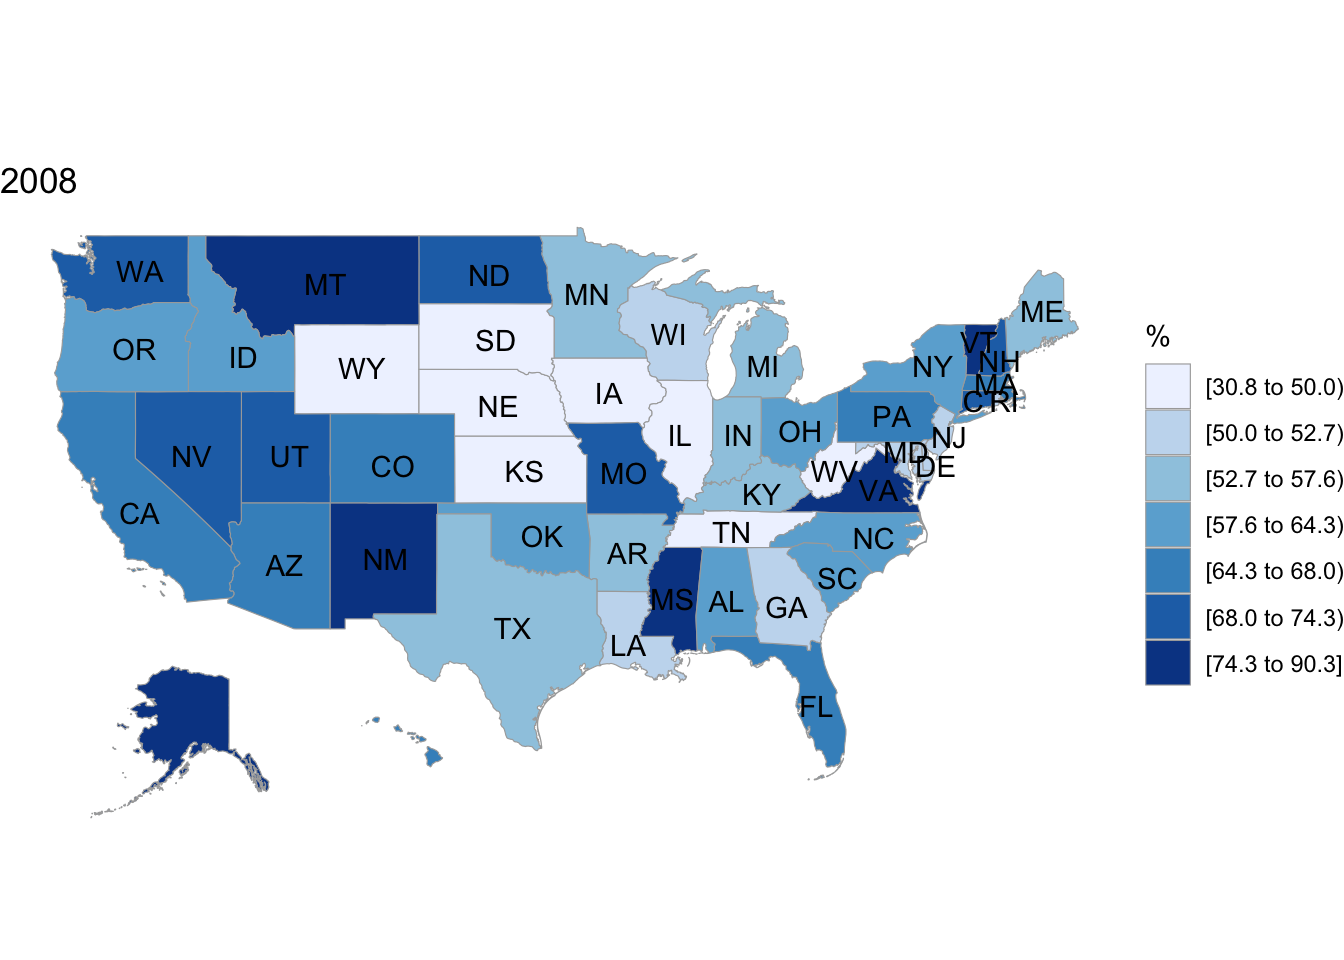 2008
WA
MT
ND
MN
ME
OR
ID
WY
SD
WI
MI
NY
VT
NH
MA
C RI
NE
IA
PA
NV
UT
CO
KS
MO
IL
IN
OH
NJ
MD
DE
WV
VA
KY
CA
AZ
NM
OK
AR
TN
NC
SC
TX
LA
MS
AL
GA
FL
%
[30.8 to 50.0)
[50.0 to 52.7)
[52.7 to 57.6)
[57.6 to 64.3)
[64.3 to 68.0)
[68.0 to 74.3)
[74.3 to 90.3]